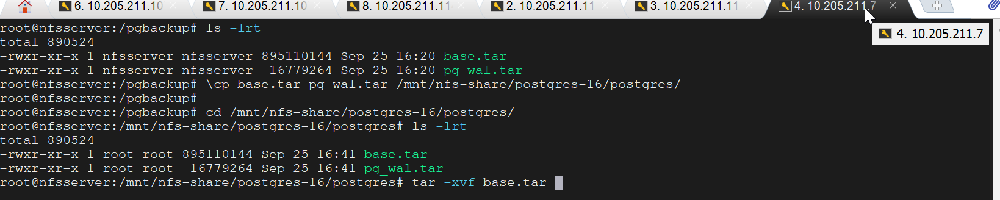 6. 10.205.211.10
7. 10.205.211.10
8. 10.205.211.11
2. 10.205.211.11
3. 10.205.211.11
4. 10.205.211.7
4. 10.205.211.7
root@nfsserver:/pgbackup# ls -lrt
total 890524
-rwxr-xr-x 1 nfsserver nfsserver 895110144 Sep 25 16:20 base.tar
-rwxr-xr-x 1 nfsserver nfsserver  16779264 Sep 25 16:20 pg_wal.tar
root@nfsserver:/pgbackup# \cp base.tar pg_wal.tar /mnt/nfs-share/postgres-16/postgres/
root@nfsserver:/pgbackup#
root@nfsserver:/pgbackup# cd /mnt/nfs-share/postgres-16/postgres/
root@nfsserver:/mnt/nfs-share/postgres-16/postgres# ls -lrt
total 890524
-rwxr-xr-x 1 root root 895110144 Sep 25 16:41 base.tar
-rwxr-xr-x 1 root root  16779264 Sep 25 16:41 pg_wal.tar
root@nfsserver:/mnt/nfs-share/postgres-16/postgres# tar -xvf base.tar